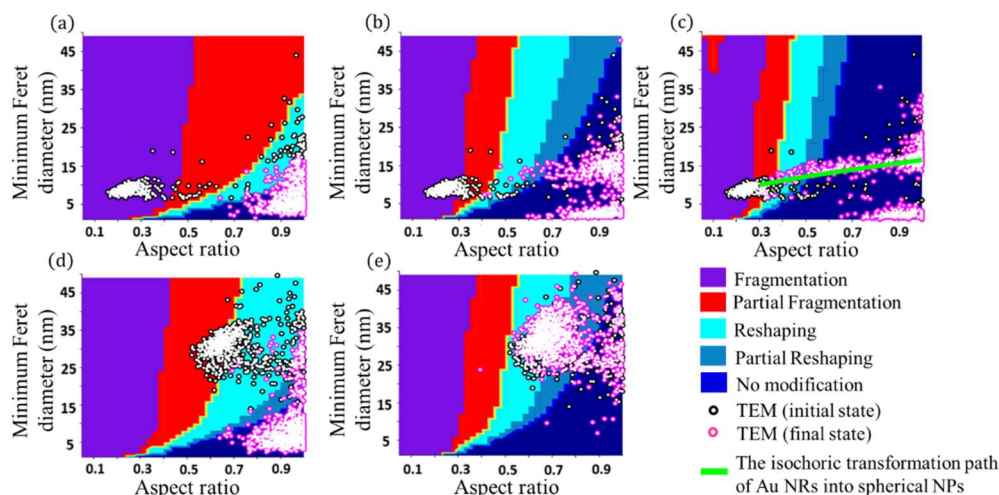 (a)
(b)
(c)
Minimum Feret
diameter (nm)
45
35
25
15
5
0.1 0.3 0.5 0.7 0.9
Aspect ratio
Minimum Feret
diameter (nm)
45
35
25
15
5
0.1 0.3 0.5 0.7 0.9
Aspect ratio
Minimum Feret
diameter (nm)
45
35
25
15
5
0.1 0.3 0.5 0.7 0.9
Aspect ratio
(d)
(e)
Minimum Feret
diameter (nm)
45
35
25
15
5
0.1 0.3 0.5 0.7 0.9
Aspect ratio
Minimum Feret
diameter (nm)
45
35
25
15
5
0.1 0.3 0.5 0.7 0.9
Aspect ratio
Fragmentation
Partial Fragmentation
Reshaping
Partial Reshaping
No modification
TEM (initial state)
TEM (final state)
The isochoric transformation path
of Au NRs into spherical NPs